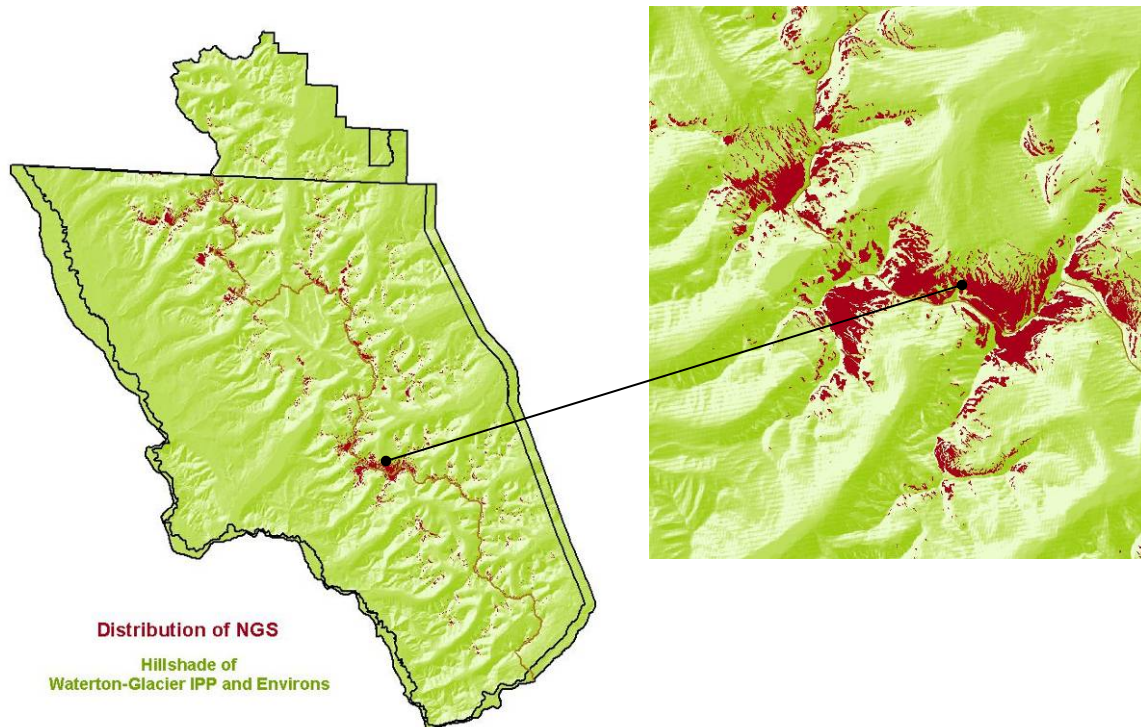 Distribution of NGS
Hillshade of
Waterton-Glacier IPP and Environs